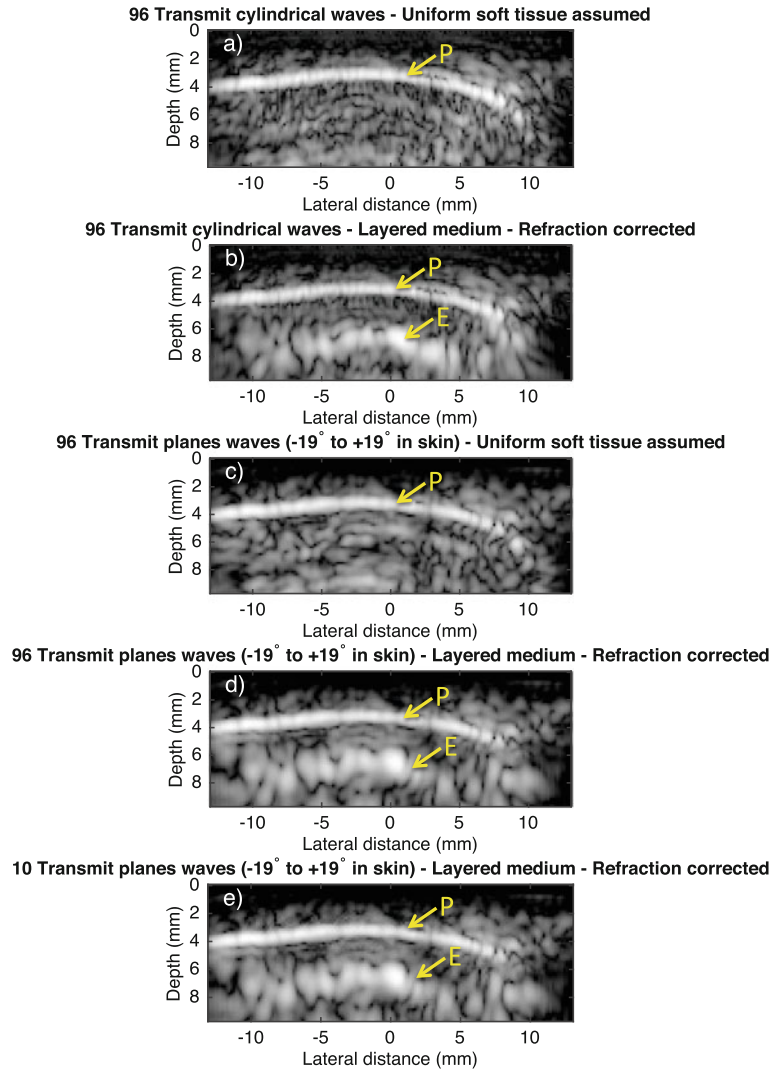 96 Transmit cylindrical waves - Uniform soft tissue assumed
0
2
4
6
8
Depth (mm)
a)
P
-10
-5
0
5
10
Lateral distance (mm)
96 Transmit cylindrical waves - Layered medium - Refraction corrected
0
2
4
6
8
Depth (mm)
b)
P
E
-10
-5
0
5
10
Lateral distance (mm)
96 Transmit planes waves (-19° to +19° in skin) - Uniform soft tissue assumed
0
2
4
6
8
Depth (mm)
c)
P
-10
-5
0
5
10
Lateral distance (mm)
96 Transmit planes waves (-19° to +19° in skin) - Layered medium - Refraction corrected
0
2
4
6
8
Depth (mm)
d)
P
E
-10
-5
0
5
10
Lateral distance (mm)
10 Transmit planes waves (-19° to +19° in skin) - Layered medium - Refraction corrected
0
2
4
6
8
Depth (mm)
e)
P
E
-10
-5
0
5
10
Lateral distance (mm)